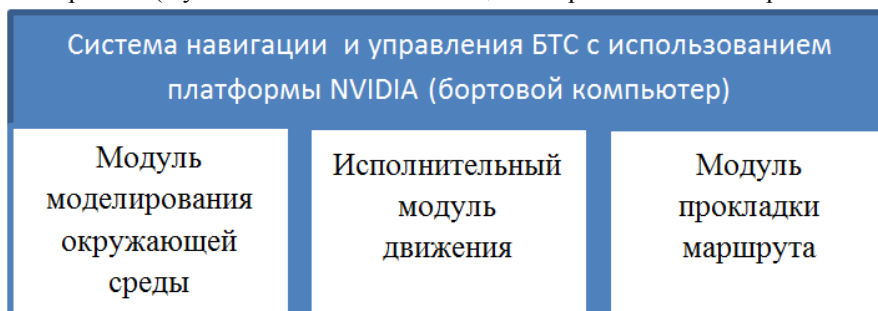 Система навигации и управления БТС с использованием
платформы NVIDIA (бортовой компьютер)
Модуль
моделирования
окружающей
среды
Исполнительный
модуль
движения
Модуль
прокладки
маршрута